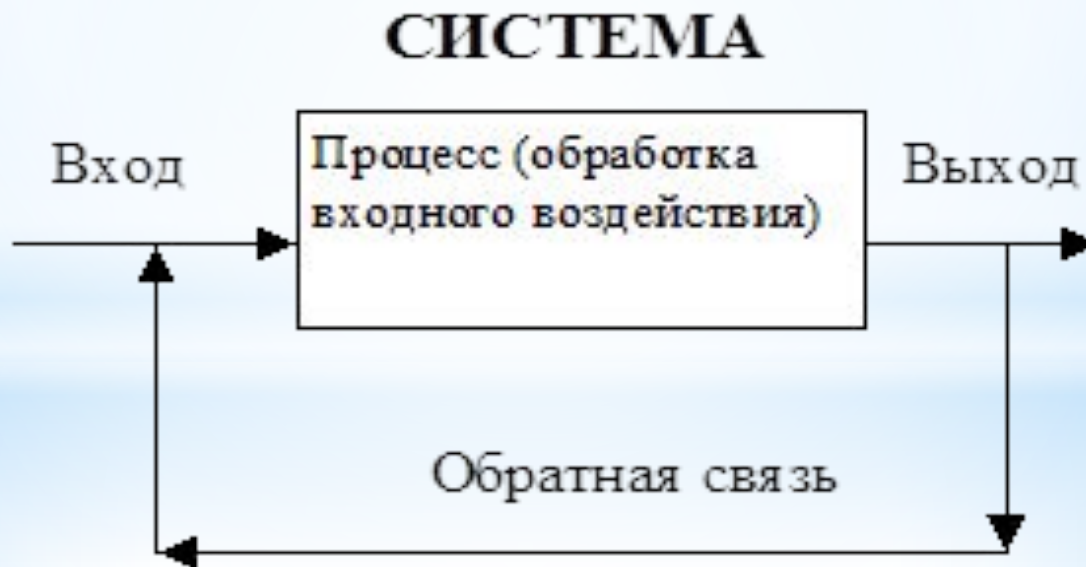 СИСТЕМА
Вход
Процесс (обработка
входного воздействия)
Выход
Обратная связь